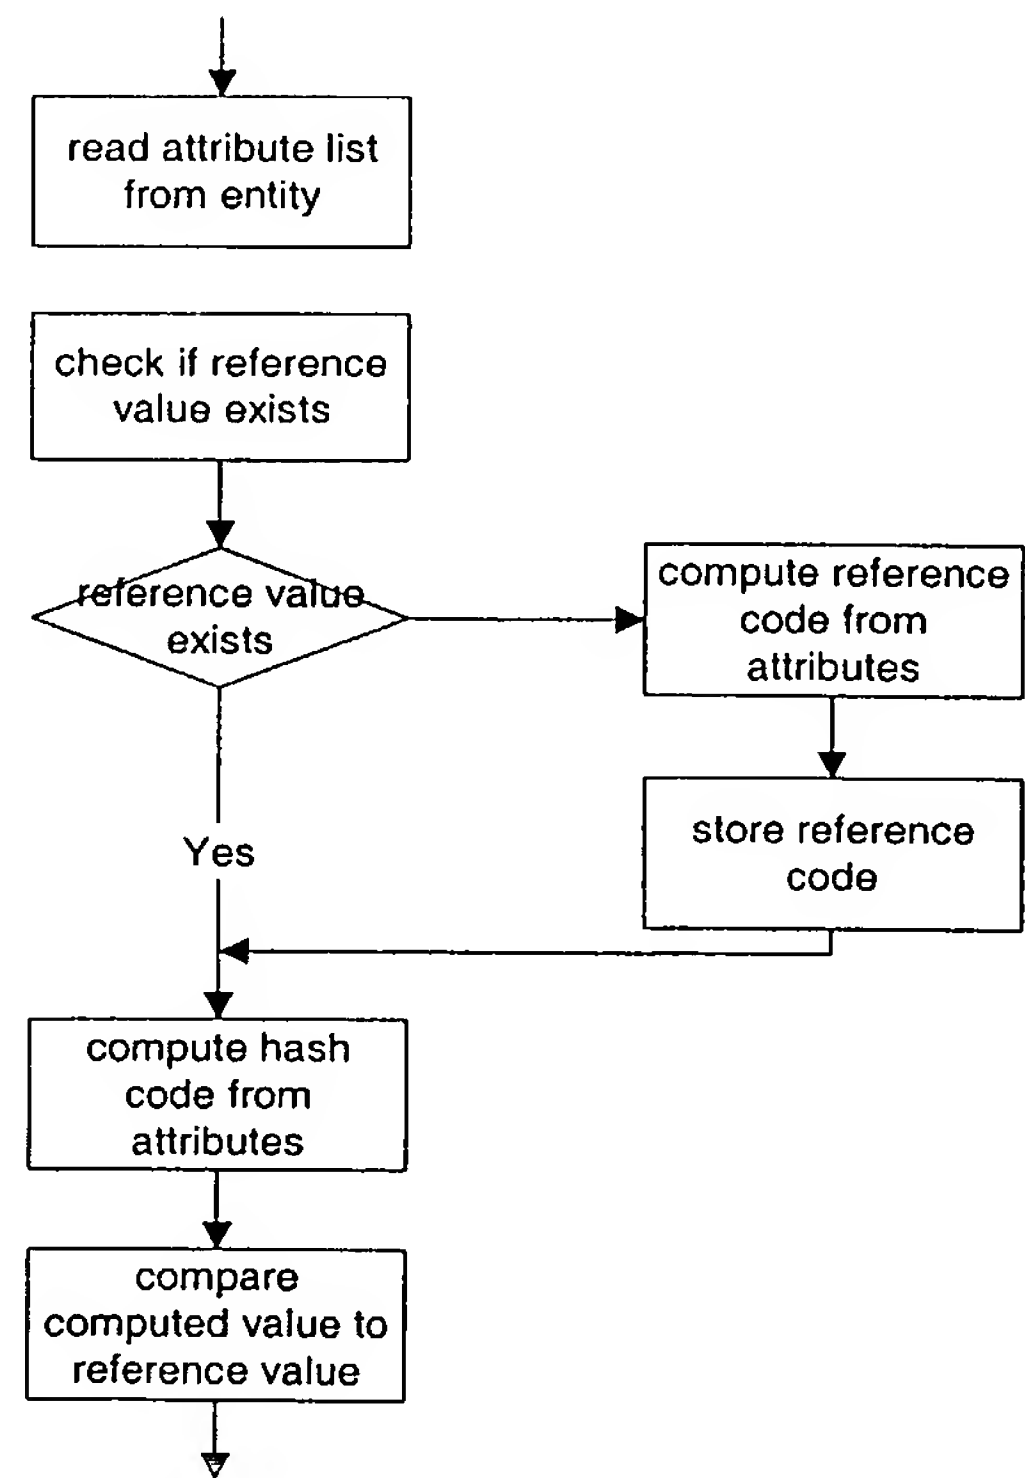 read attribute list
from entity
check if reference
value exists
reference value
exists
compute reference
code from
attributes
store reference
code
Yes
compute hash
code from
attributes
compare
computed value to
reference value